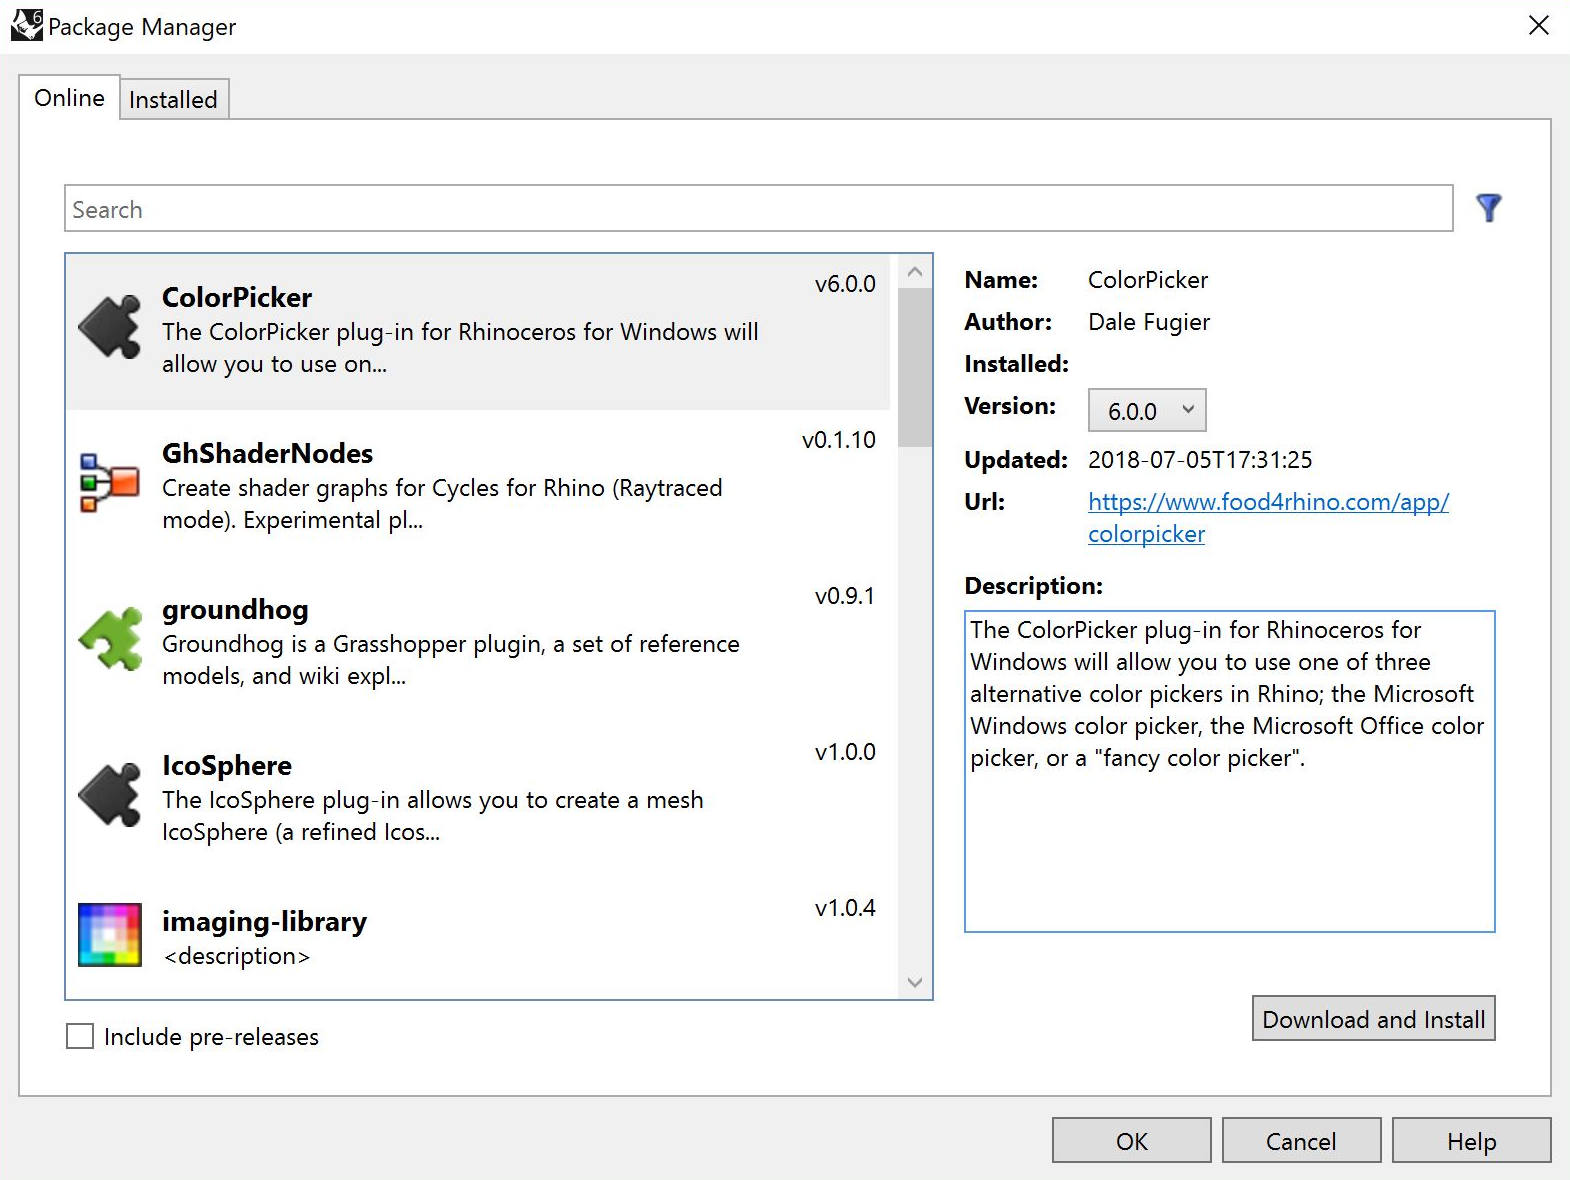 6
Package Manager
Online
Installed
Search
ColorPicker
v6.0.0
The ColorPicker plug-in for Rhinoceros for Windows will
allow you to use on...
GhShaderNodes
v0.1.10
Create shader graphs for Cycles for Rhino (Raytraced
mode). Experimental pl...
groundhog
v0.9.1
Groundhog is a Grasshopper plugin, a set of reference
models, and wiki expl...
IcoSphere
v1.0.0
The IcoSphere plug-in allows you to create a mesh
IcoSphere (a refined Icos...
imaging-library
v1.0.4
<description>
Include pre-releases
Name: ColorPicker
Author: Dale Fugier
Installed:
Version: 6.0.0
Updated: 2018-07-05T17:31:25
Url: https://www.food4rhino.com/app/
colorpicker
Description:
The ColorPicker plug-in for Rhinoceros for
Windows will allow you to use one of three
alternative color pickers in Rhino; the Microsoft
Windows color picker, the Microsoft Office color
picker, or a "fancy color picker".
Download and Install
OK
Cancel
Help